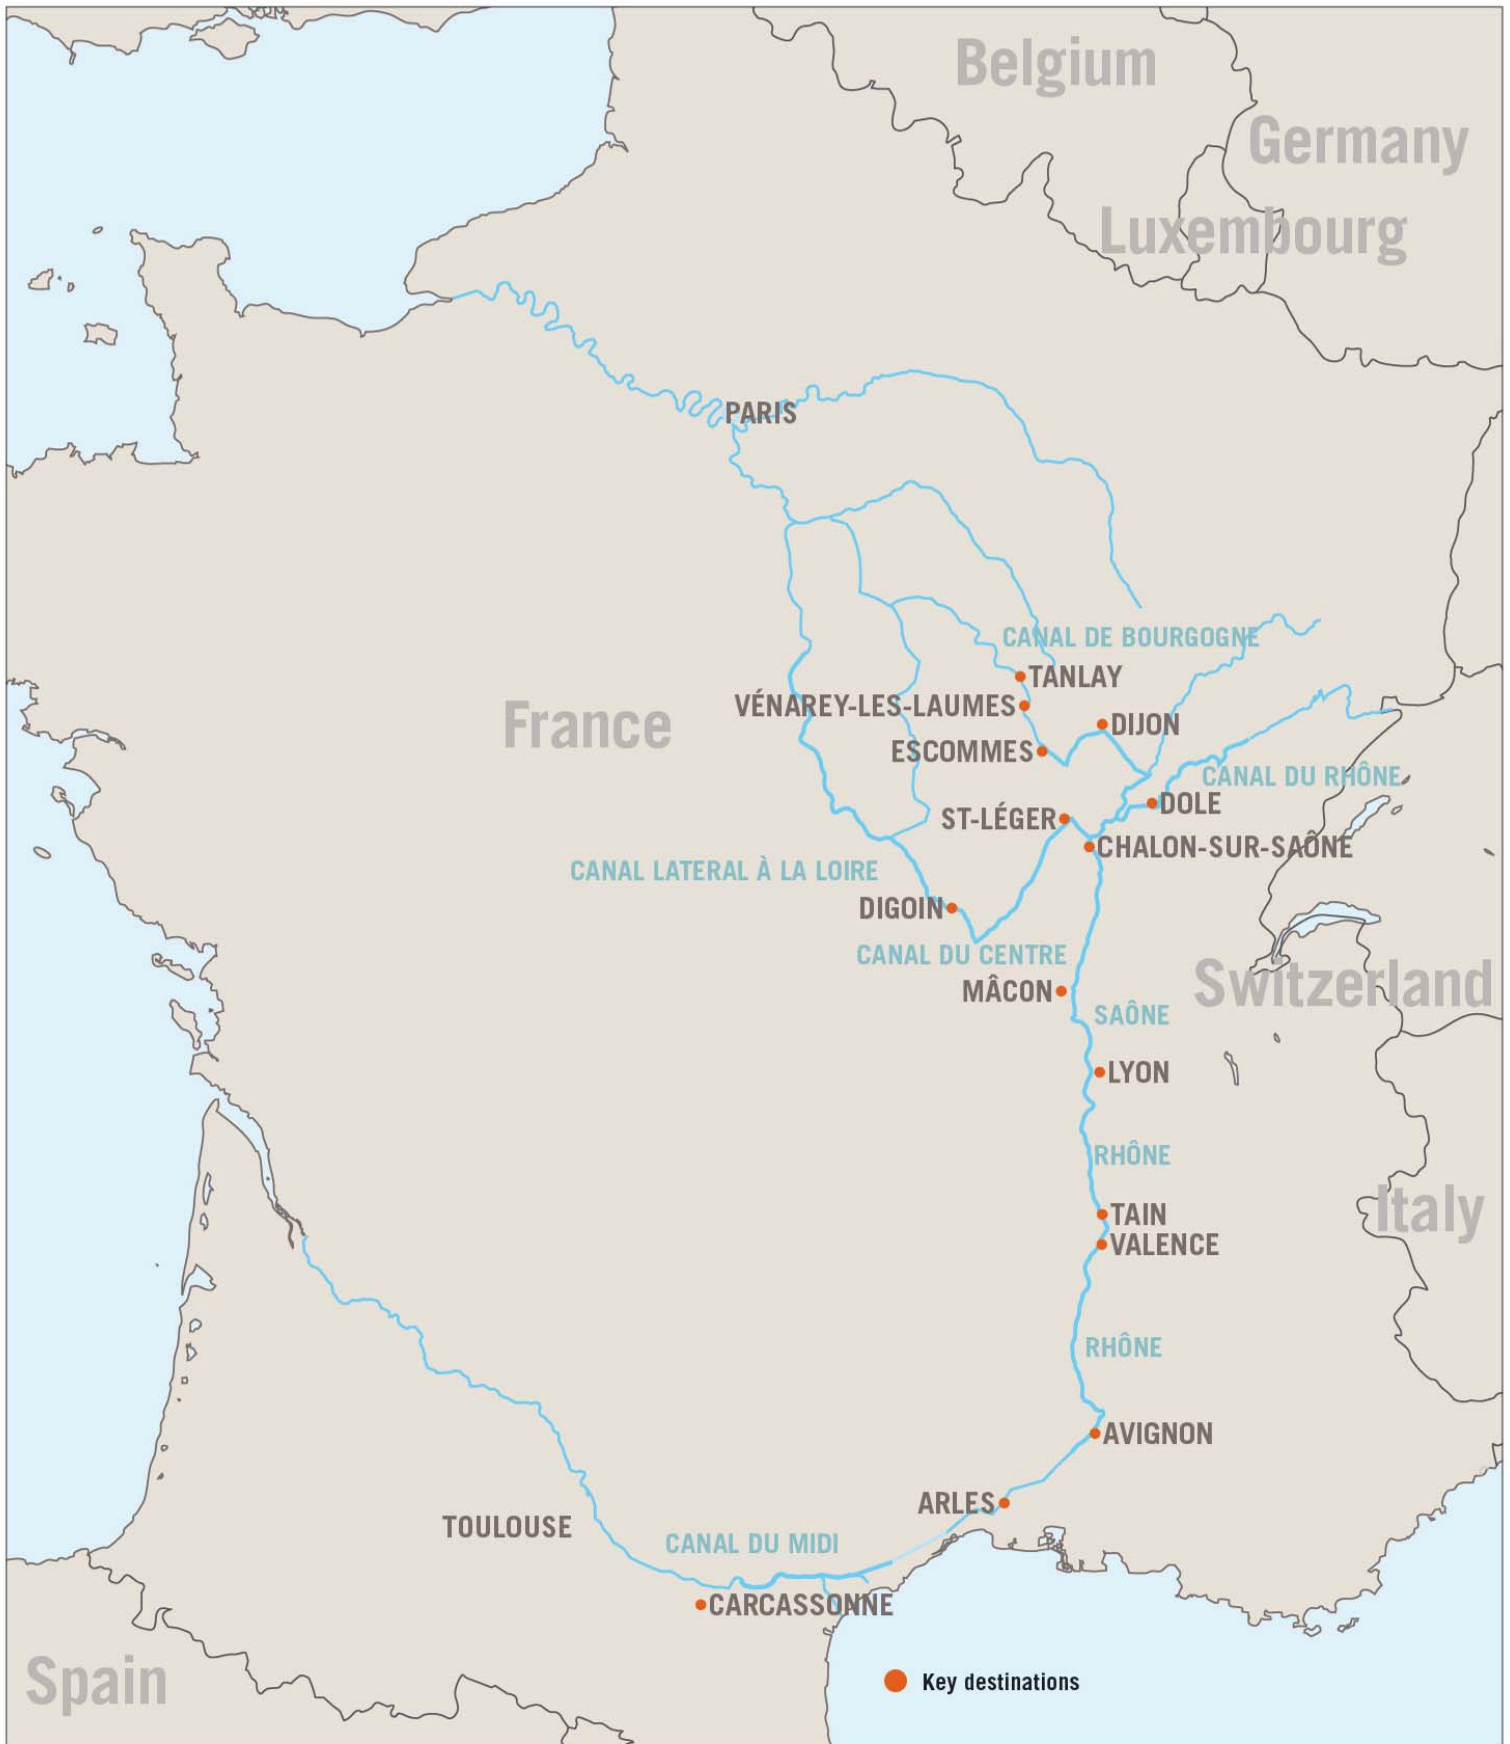 Belgium
Germany
Luxembourg
PARIS
CANAL DE BOURGOGNE
TANLAY
VÉNAREY-LES-LAUMES
France
DIJON
ESCOMMES
CANAL DU RHÔNE
DOLE
ST-LÉGER
CHALON-SUR-SAÔNE
CANAL LATERAL À LA LOIRE
DIGOIN
CANAL DU CENTRE
Switzerland
MÂCON
SAÔNE
LYON
RHÔNE
Italy
TAIN
VALENCE
RHÔNE
AVIGNON
ARLES
TOULOUSE
CANAL DU MIDI
CARCASSONNE
Spain
Key destinations